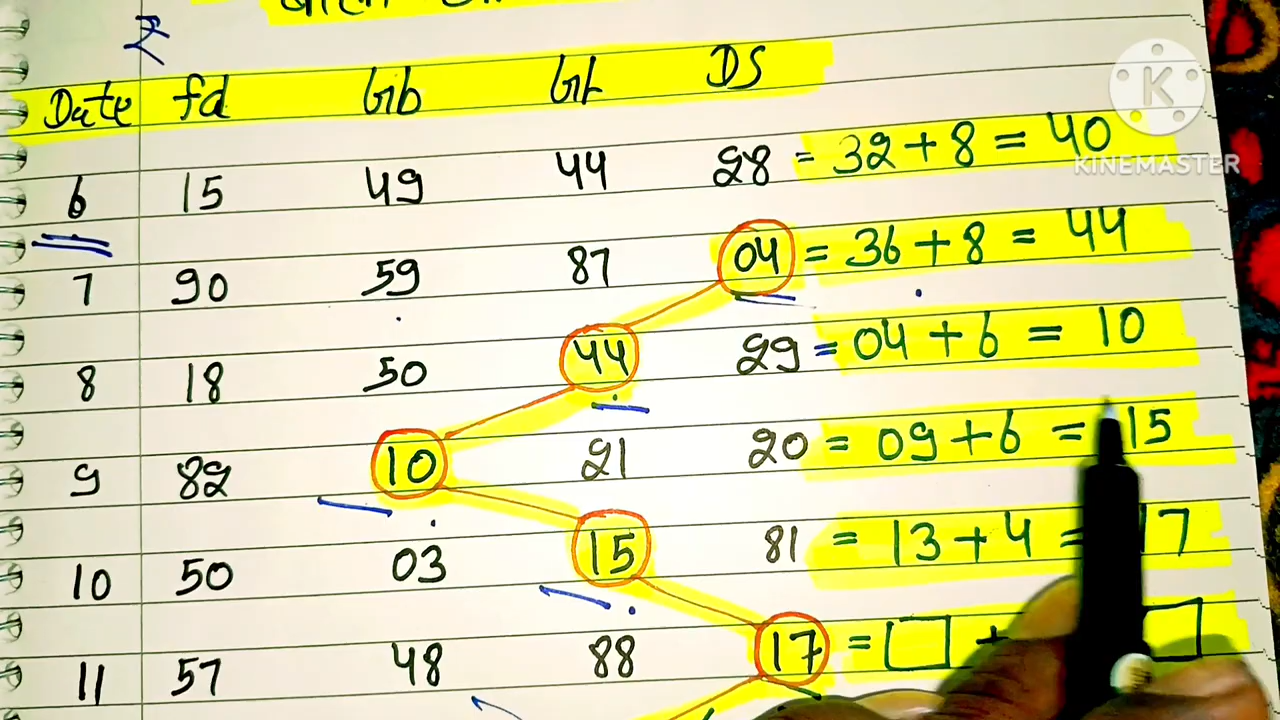 ₹
Date fd Gb Gl DS
6 15 49 44 28 = 32 + 8 = 40
KINEMASTER
7 90 59 87 04 = 36 + 8 = 44
8 18 50 44 29 = 04 + 6 = 10
9 82 10 21 20 = 09 + 6 = 15
10 50 03 15 81 = 13 + 4 = 17
11 57 48 88 17 = +